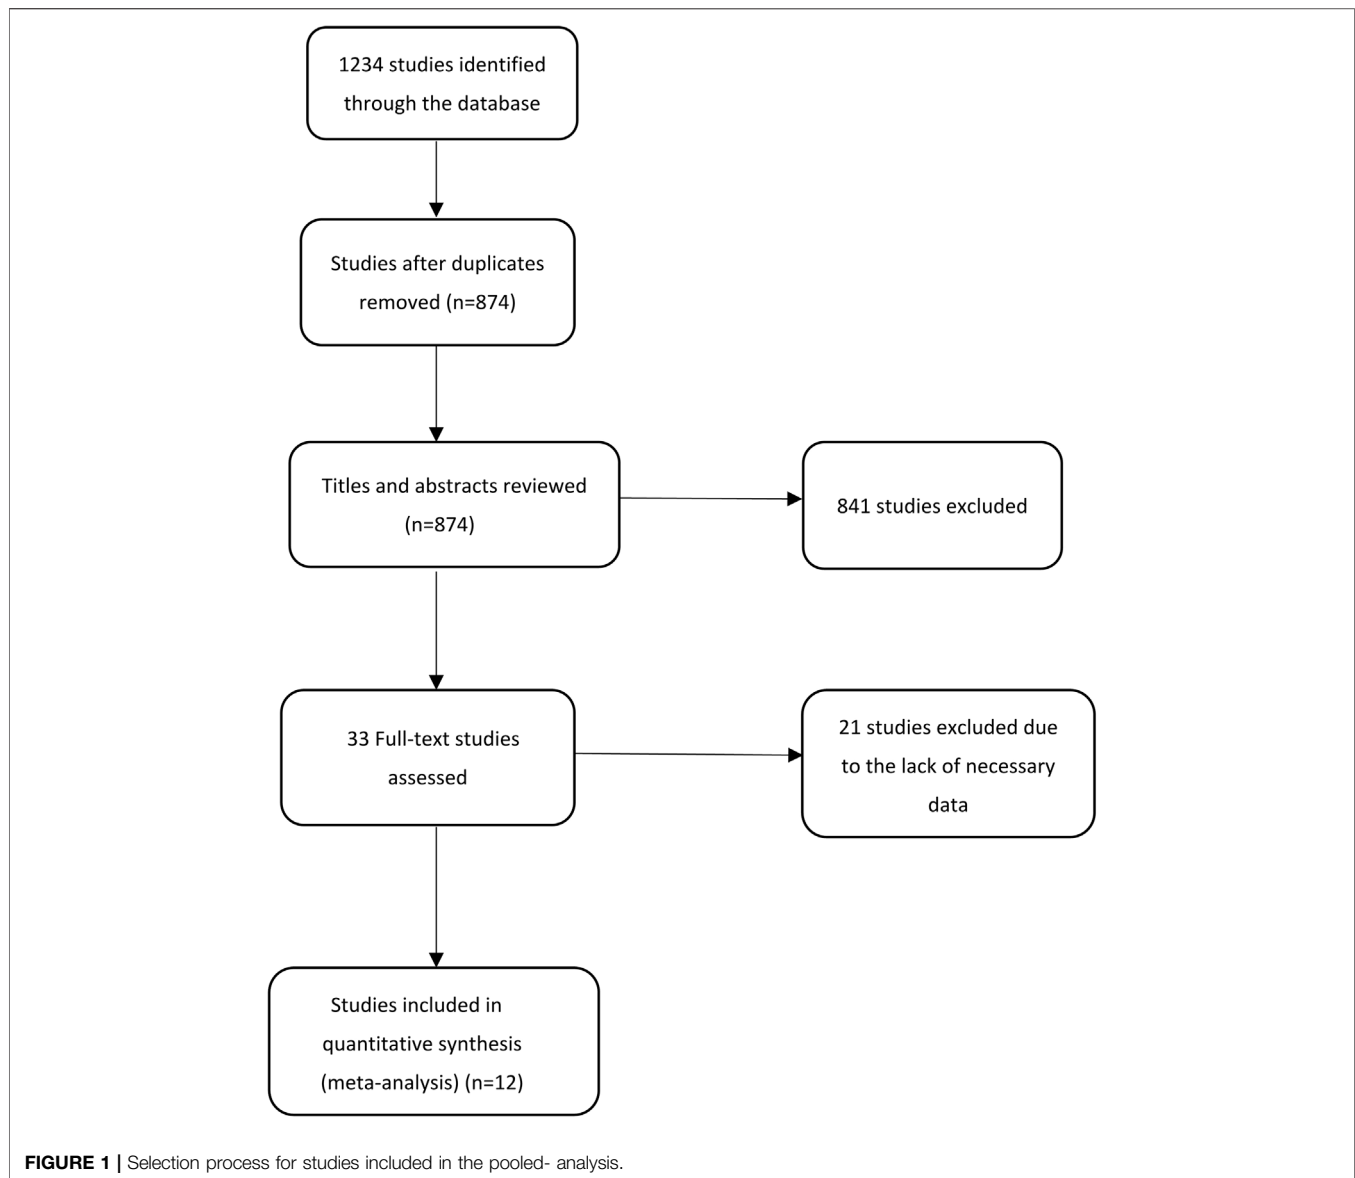 1234 studies identified
through the database
Studies after duplicates
removed (n=874)
Titles and abstracts reviewed
(n=874)
841 studies excluded
33 Full-text studies
assessed
21 studies excluded due
to the lack of necessary
data
Studies included in
quantitative synthesis
(meta-analysis) (n=12)
FIGURE 1 | Selection process for studies included in the pooled- analysis.